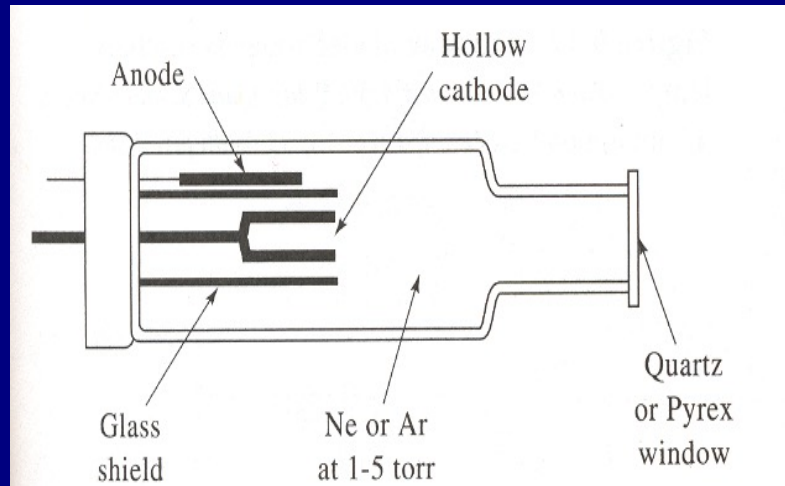 Anode
Hollow
cathode
Glass
shield
Ne or Ar
at 1-5 torr
Quartz
or Pyrex
window